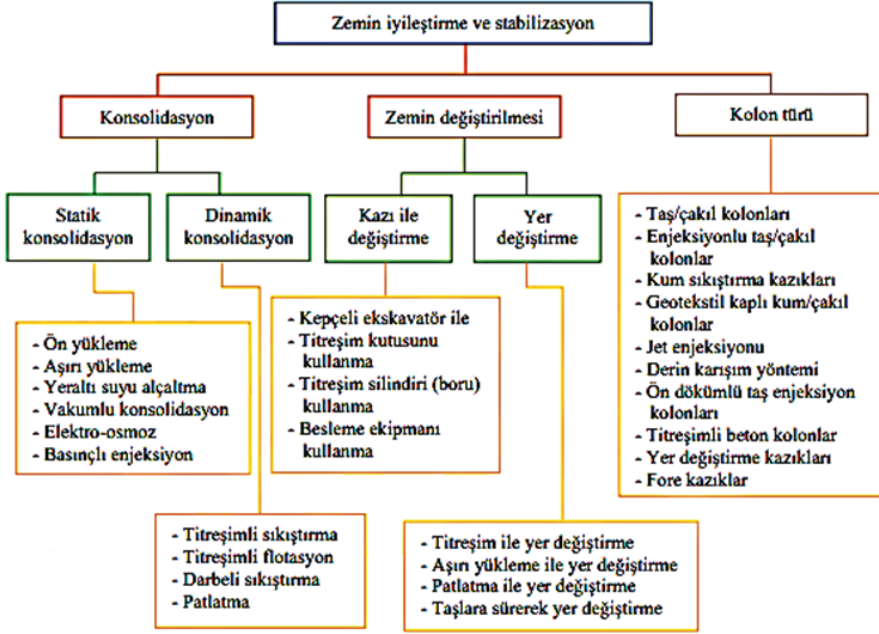 Zemin iyileştirme ve stabilizasyon
Konsolidasyon
Zemin değiştirilmesi
Kolon türü
Statik
konsolidasyon
Dinamik
konsolidasyon
Kazı ile
değiştirme
Yer
değiştirme
- Ön yükleme
- Aşırı yükleme
- Yeraltı suyu alçaltma
- Vakumlu konsolidasyon
- Elektro-osmoz
- Basınçlı enjeksiyon
- Titreşimli sıkıştırma
- Titreşimli flotasyon
- Darbeli sıkıştırma
- Patlatma
- Kepçeli ekskavatör ile
- Titreşim kutusunu
kullanma
- Titreşim silindiri (boru)
kullanma
- Besleme ekipmanı
kullanma
- Titreşim ile yer değiştirme
- Aşırı yükleme ile yer değiştirme
- Patlatma ile yer değiştirme
- Taşlara sürerek yer değiştirme
- Taş/çakıl kolonları
- Enjeksiyonlu taş/çakıl
kolonlar
- Kum sıkıştırma kazıkları
- Geotekstil kaplı kum/çakıl
kolonlar
- Jet enjeksiyonu
- Derin karışım yöntemi
- Ön dökümlü taş enjeksiyon
kolonları
- Titreşimli beton kolonlar
- Yer değiştirme kazıkları
- Fore kazıklar